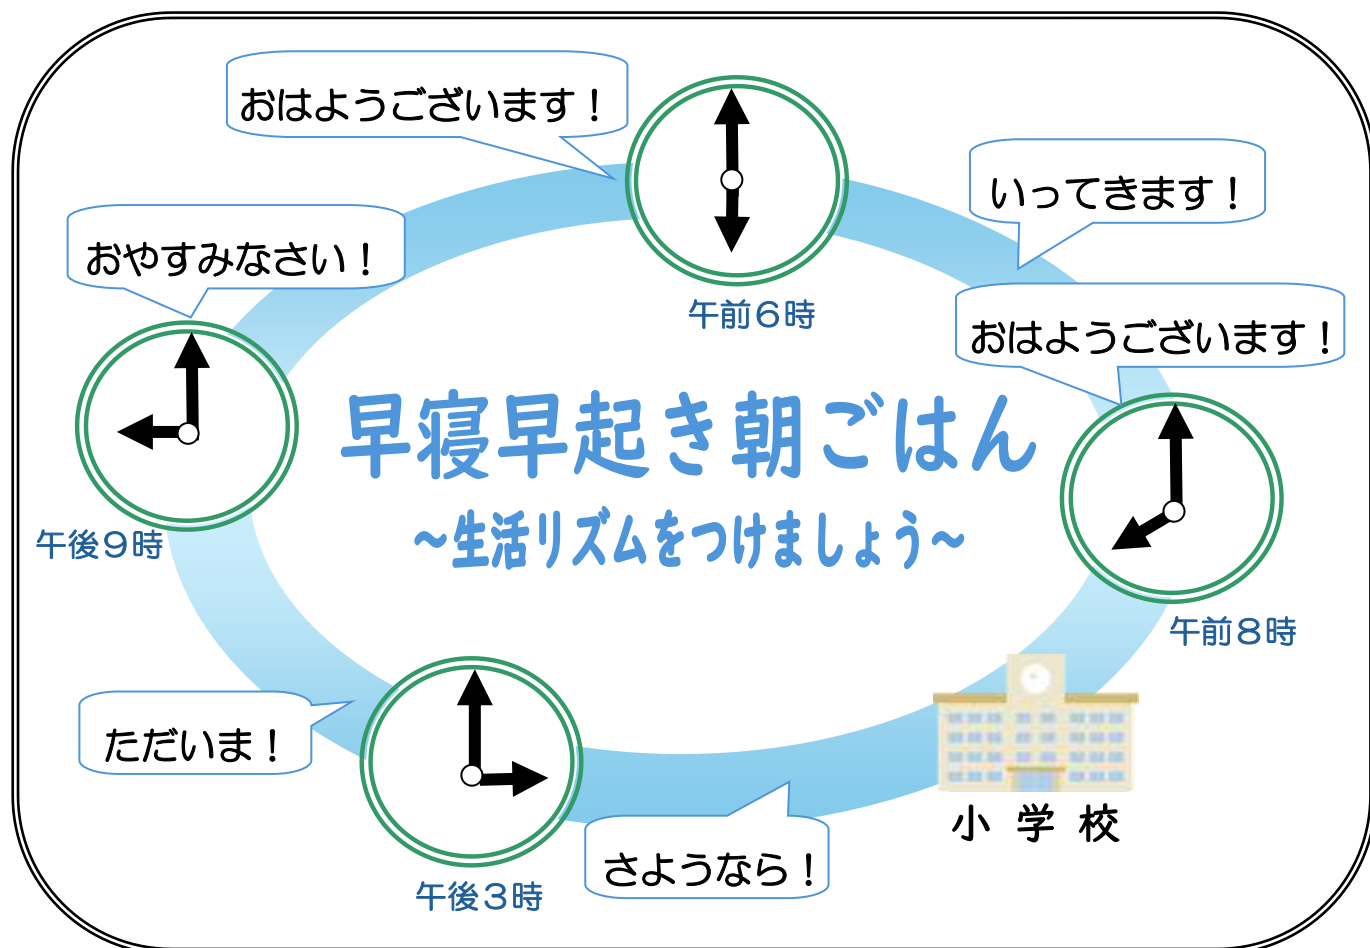 おはようございます！
いってきます！
おやすみなさい！
午前６時
おはようございます！
早寝早起き朝ごはん
～生活リズムをつけましょう～
午後９時
午前８時
ただいま！
小学校
さようなら！
午後３時